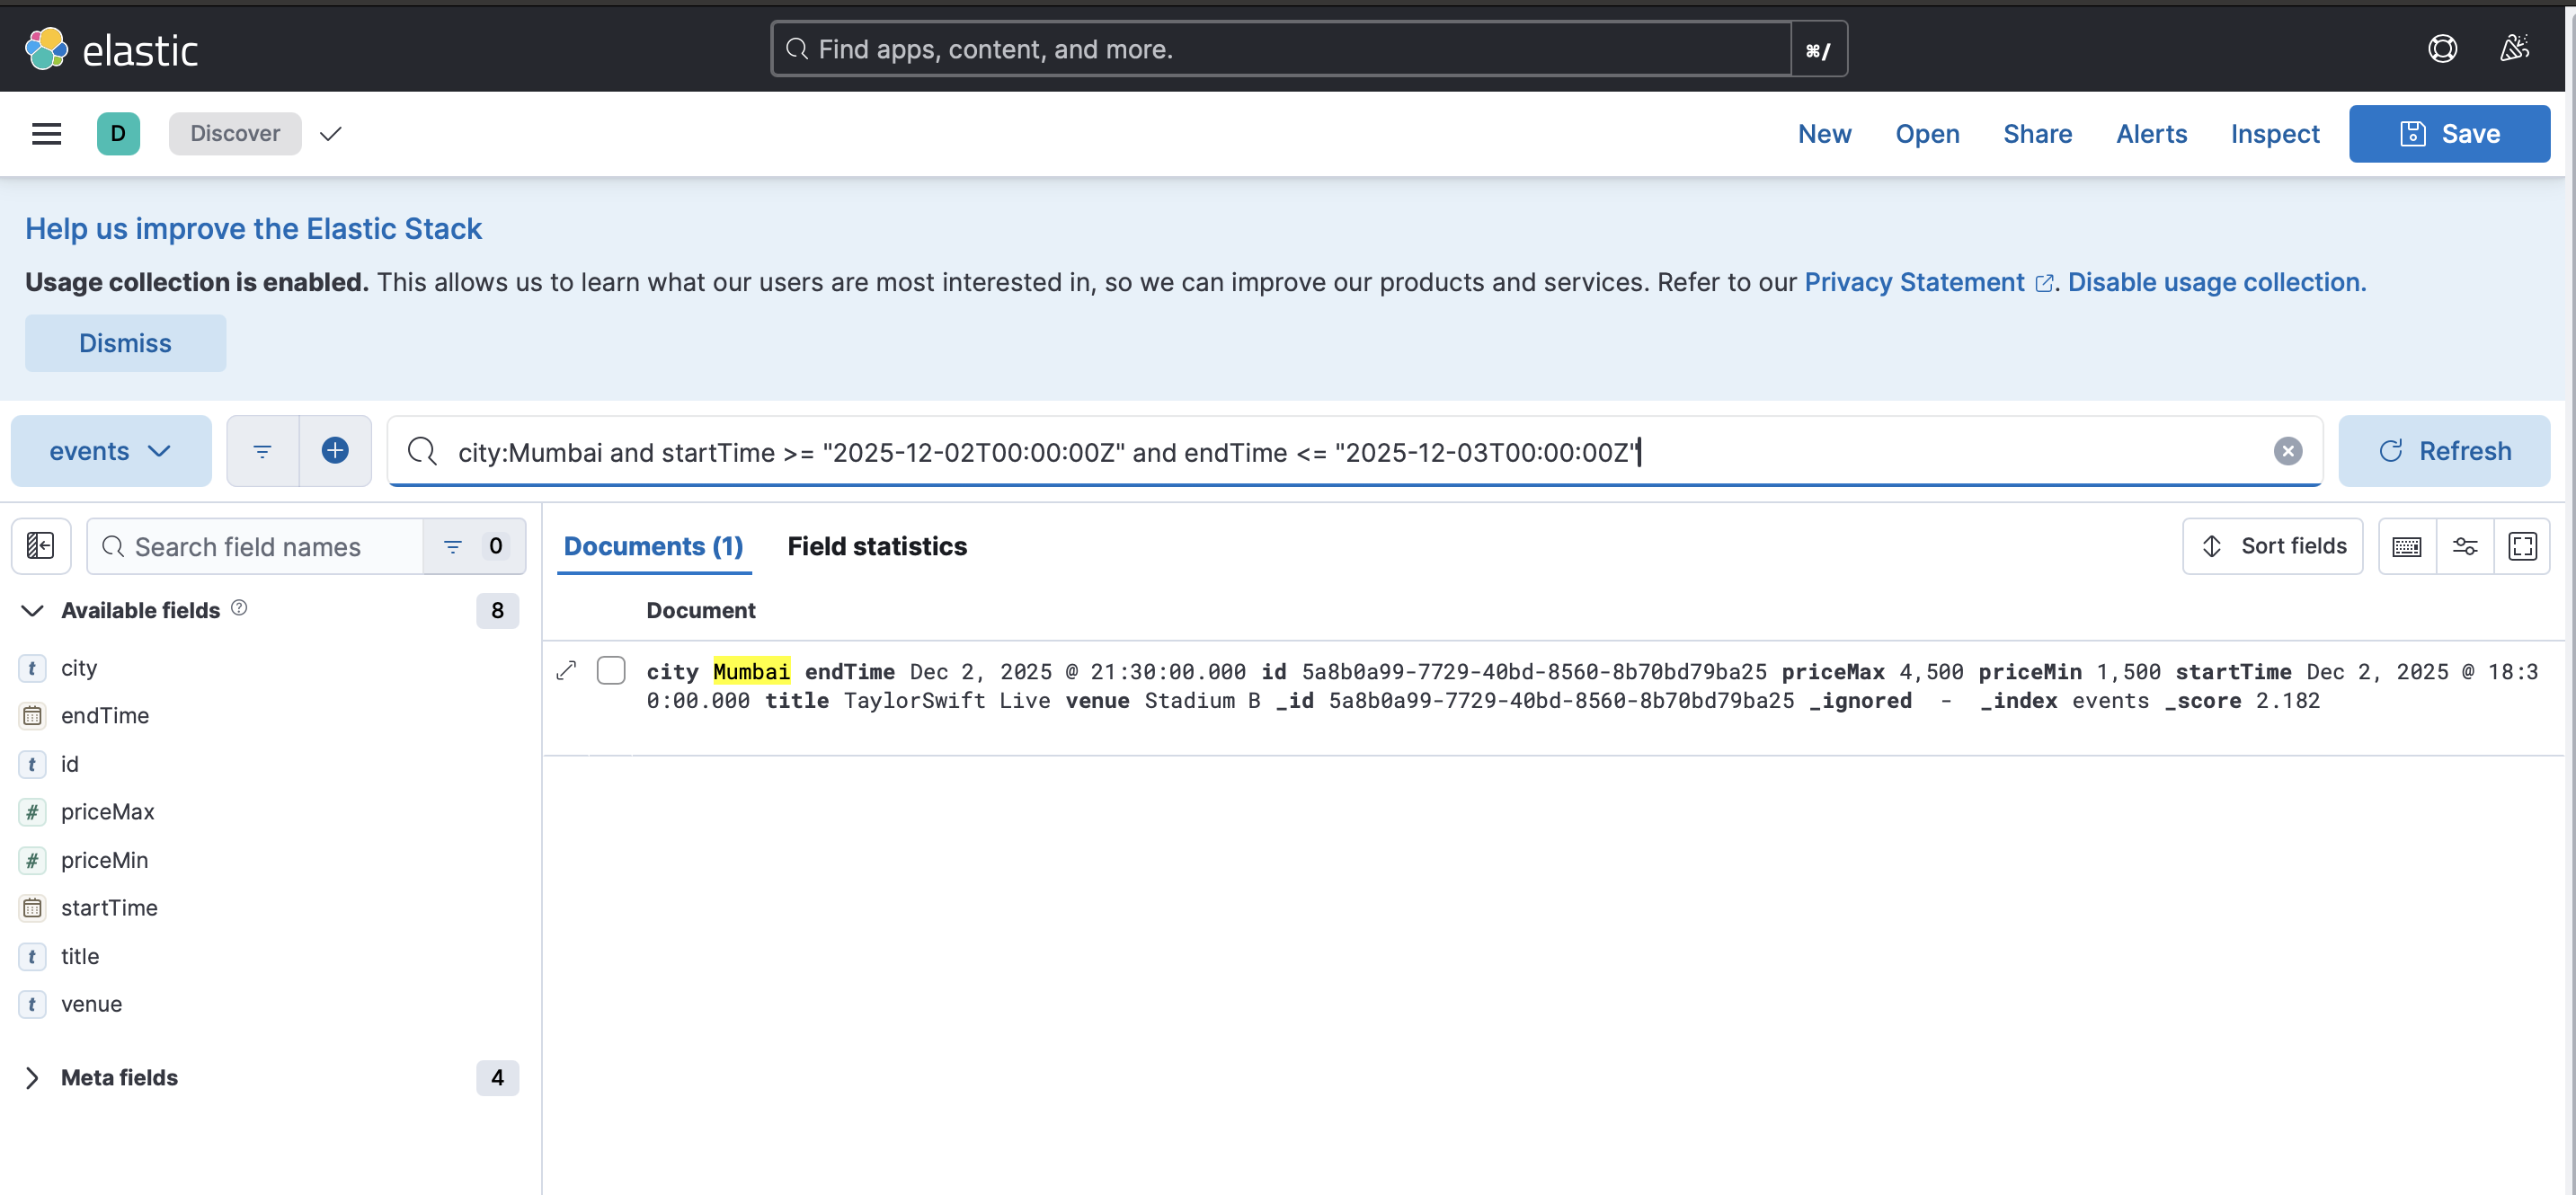 elastic
Find apps, content, and more.
⌘/
D
Discover
New Open Share Alerts Inspect Save
Help us improve the Elastic Stack
Usage collection is enabled. This allows us to learn what our users are most interested in, so we can improve our products and services. Refer to our Privacy Statement. Disable usage collection.
Dismiss
events
city:Mumbai and startTime >= "2025-12-02T00:00:00Z" and endTime <= "2025-12-03T00:00:00Z"
Refresh
Search field names 0
Documents (1) Field statistics
Sort fields
Available fields 8
Document
t city
endTime
t id
# priceMax
# priceMin
startTime
t title
t venue
Meta fields 4
city Mumbai endTime Dec 2, 2025 @ 21:30:00.000 id 5a8b0a99-7729-40bd-8560-8b70bd79ba25 priceMax 4,500 priceMin 1,500 startTime Dec 2, 2025 @ 18:3
0:00.000 title TaylorSwift Live venue Stadium B _id 5a8b0a99-7729-40bd-8560-8b70bd79ba25 _ignored - _index events _score 2.182